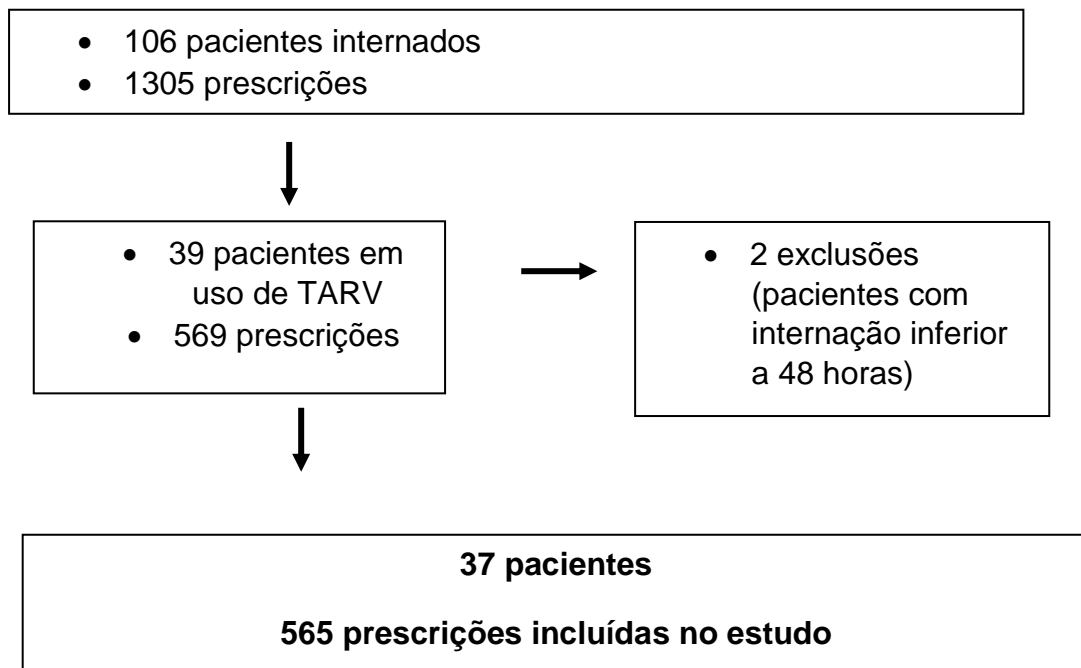 • 106 pacientes internados
• 1305 prescrições
• 39 pacientes em
uso de TARV
• 569 prescrições
• 2 exclusões
(pacientes com
internação inferior
a 48 horas)
37 pacientes
565 prescrições incluídas no estudo